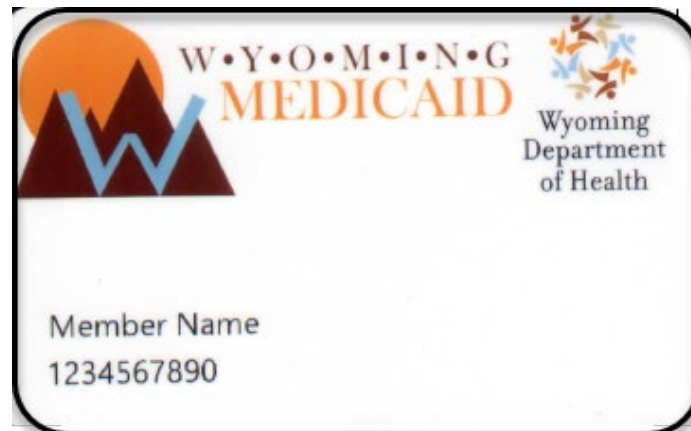 W•Y•O•M•I•N•G
MEDICAID
Wyoming
Department
of Health
Member Name
1234567890